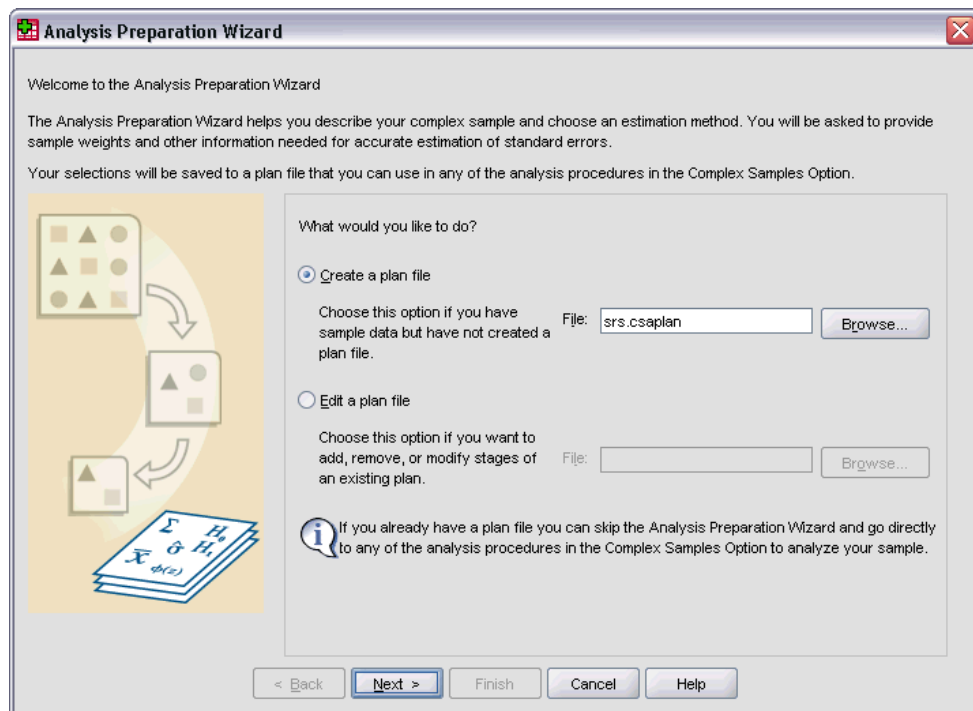 Analysis Preparation Wizard
Welcome to the Analysis Preparation Wizard
The Analysis Preparation Wizard helps you describe your complex sample and choose an estimation method. You will be asked to provide
sample weights and other information needed for accurate estimation of standard errors.
Your selections will be saved to a plan file that you can use in any of the analysis procedures in the Complex Samples Option.
What would you like to do?
Create a plan file
Choose this option if you have
sample data but have not created a
plan file.
File: srs.csaplan Browse...
Edit a plan file
Choose this option if you want to
add, remove, or modify stages of
an existing plan.
File: Browse...
If you already have a plan file you can skip the Analysis Preparation Wizard and go directly
to any of the analysis procedures in the Complex Samples Option to analyze your sample.
Σ H₀
σ̂ H₁
x̄ ϕ(z)
< Back Next > Finish Cancel Help